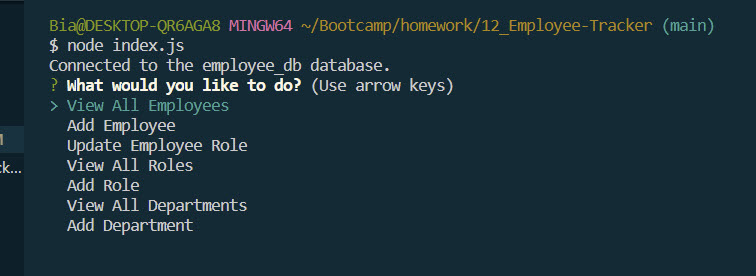 Bia@DESKTOP-QR6AGA8 MINGW64 ~/Bootcamp/homework/12_Employee-Tracker (main)
$ node index.js
Connected to the employee_db database.
? What would you like to do? (Use arrow keys)
> View All Employees
Add Employee
Update Employee Role
View All Roles
Add Role
View All Departments
Add Department
ck...